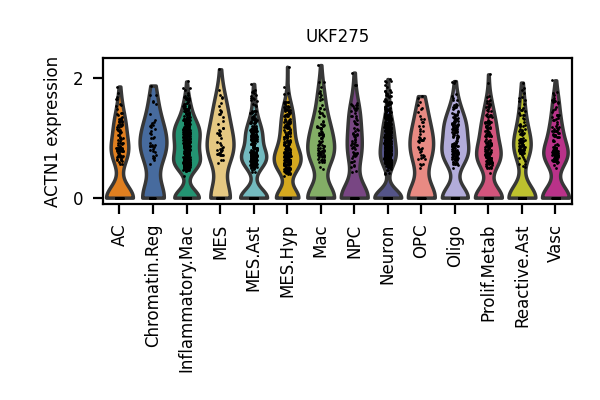 UKF275
ACTN1 expression
2
0
AC
Chromatin.Reg
Inflammatory.Mac
MES
MES.Ast
MES.Hyp
Mac
NPC
Neuron
OPC
Oligo
Prolif.Metab
Reactive.Ast
Vasc